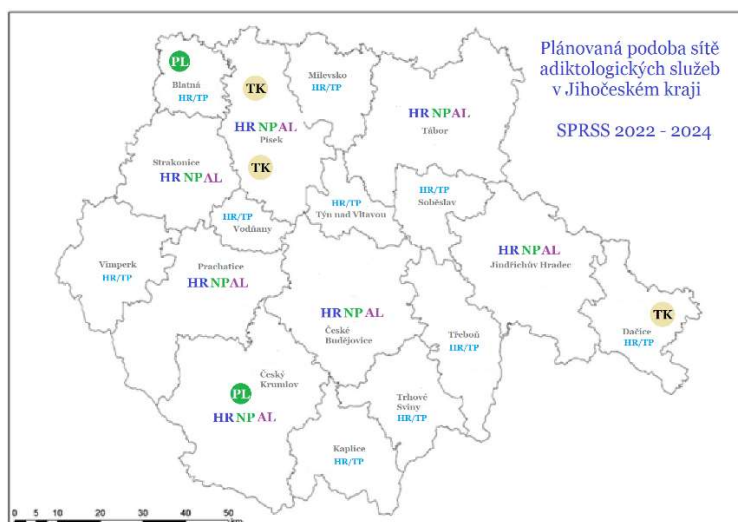 Plánovaná podoba sítě
adiktologických služeb
v Jihočeském kraji
SPRSS 2022 - 2024
PL
Blatná
HR/TP
TK
Milevsko
HR/TP
HR NP AL
Písek
TK
HR NP AL
Tábor
Strakonice
HR NP AL
HR/TP
Vodňany
HR/TP
Týn nad Vltavou
HR/TP
Soběslav
Vimperk
HR/TP
Prachatice
HR NP AL
HR NP AL
Jindřichův Hradec
HR NP AL
České
Budějovice
Třeboň
HR/TP
TK
Dačice
HR/TP
Český
Krumlov
PL
HR NP AL
Trhové
Sviny
HR/TP
Kaplice
HR/TP
0 5 10 20 30 40 50
km